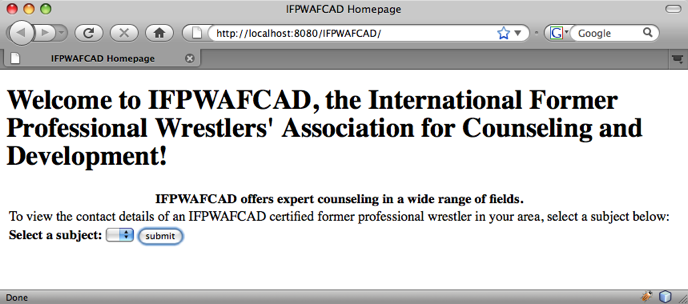 IFPWAFCAD Homepage
http://localhost:8080/IFPWAFCAD/
G Google
IFPWAFCAD Homepage
Welcome to IFPWAFCAD, the International Former
Professional Wrestlers' Association for Counseling and
Development!
IFPWAFCAD offers expert counseling in a wide range of fields.
To view the contact details of an IFPWAFCAD certified former professional wrestler in your area, select a subject below:
Select a subject: submit
Done